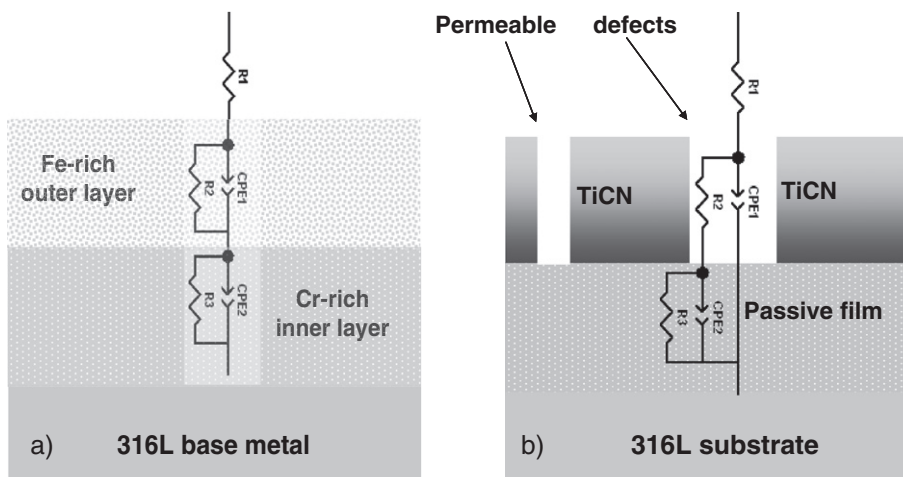 R1
Fe-rich
outer layer
R2
CPE1
R3
CPE2
Cr-rich
inner layer
a)
316L base metal
Permeable
defects
R1
TiCN
R2
CPE1
TiCN
R3
CPE2
Passive film
b)
316L substrate